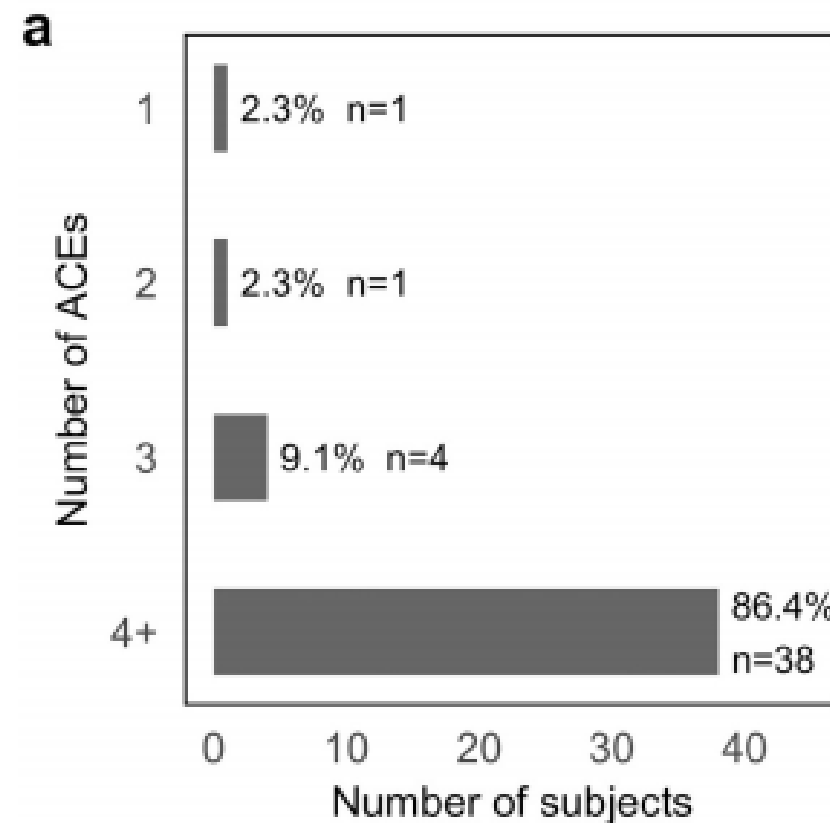 a
1
2.3% n=1
2
2.3% n=1
3
9.1% n=4
4+
86.4%
n=38
Number of ACEs
0 10 20 30 40
Number of subjects